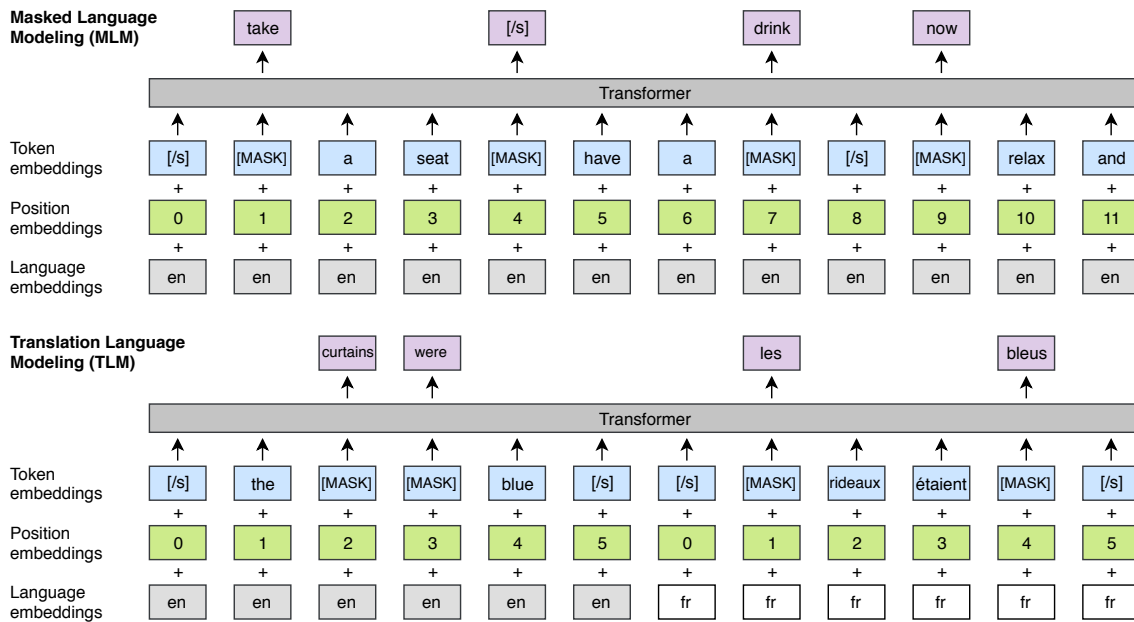 Masked Language
Modeling (MLM)
take [/s] drink now
Transformer
Token
embeddings
[/s] [MASK] a seat [MASK] have a [MASK] [/s] [MASK] relax and
+ + + + + + + + + + + +
Position
embeddings
0 1 2 3 4 5 6 7 8 9 10 11
+ + + + + + + + + + + +
Language
embeddings
en en en en en en en en en en en en
Translation Language
Modeling (TLM)
curtains were les bleus
Transformer
Token
embeddings
[/s] the [MASK] [MASK] blue [/s] [/s] [MASK] rideaux étaient [MASK] [/s]
+ + + + + + + + + + + +
Position
embeddings
0 1 2 3 4 5 0 1 2 3 4 5
+ + + + + + + + + + + +
Language
embeddings
en en en en en en fr fr fr fr fr fr